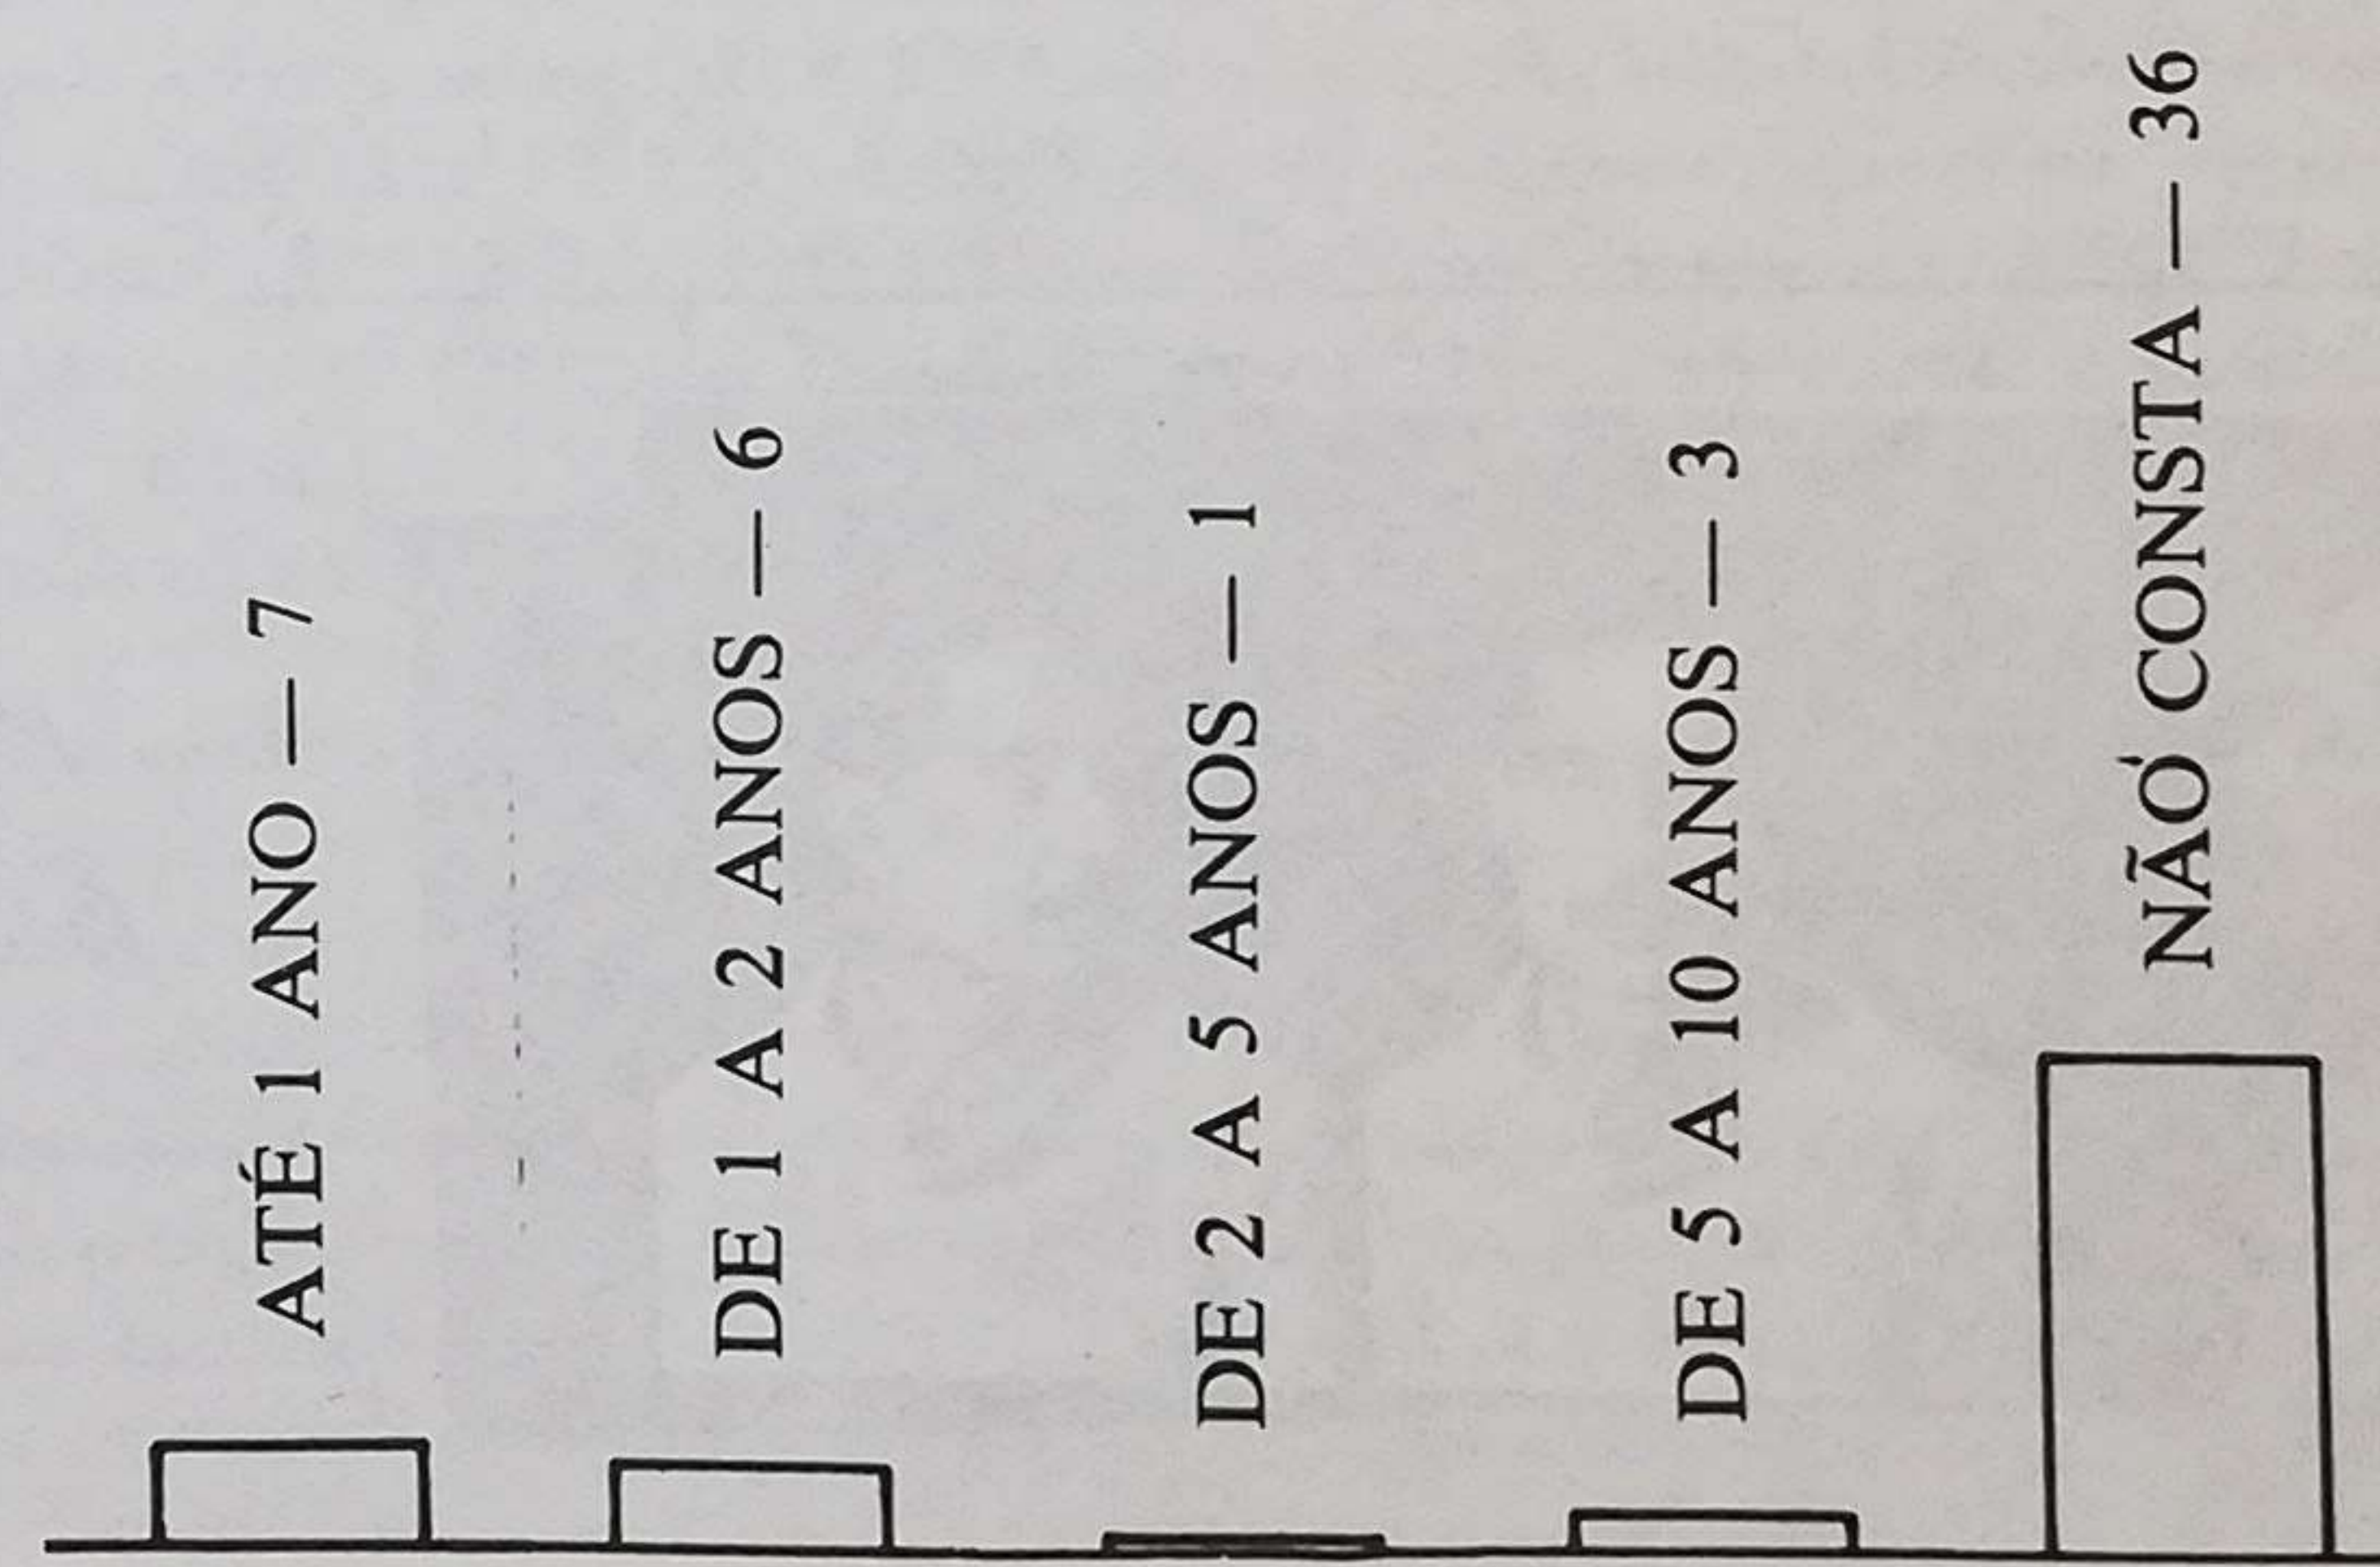 ATÉ 1 ANO — 7
DE 1 A 2 ANOS — 6
DE 2 A 5 ANOS — 1
DE 5 A 10 ANOS — 3
NÃO CONSTA — 36